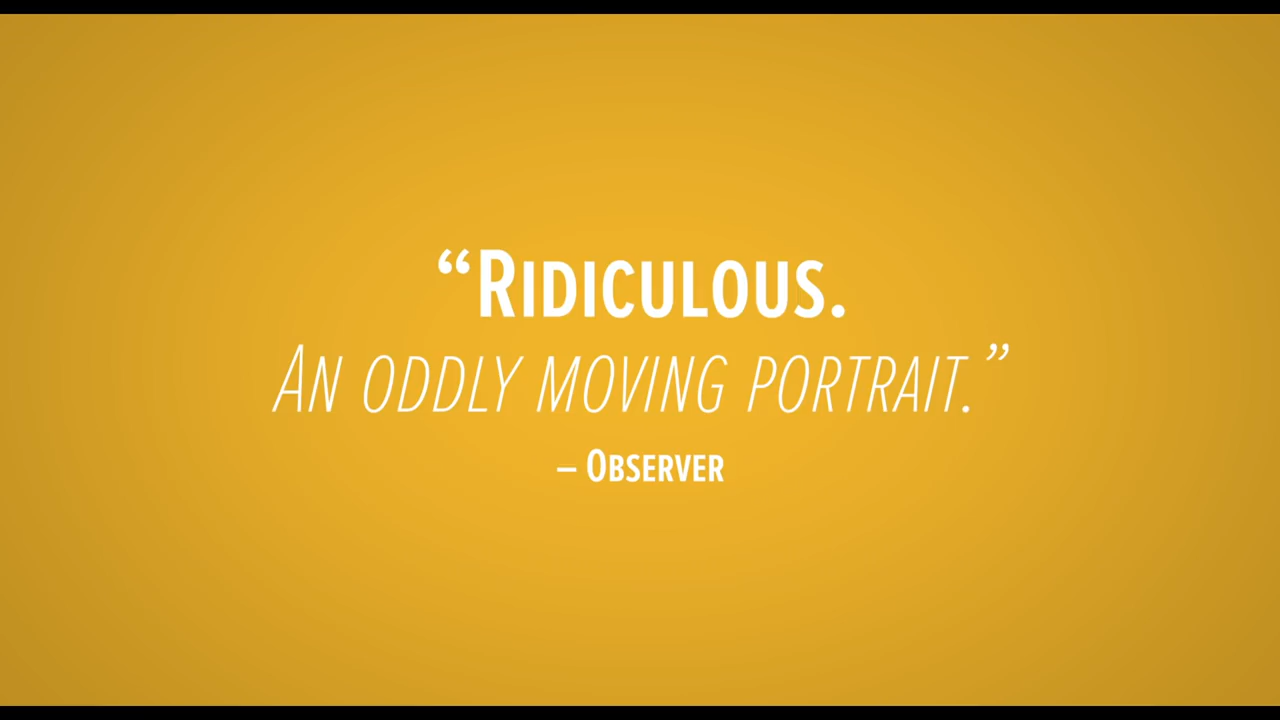 “RIDICULOUS.
AN ODDLY MOVING PORTRAIT.”
– OBSERVER